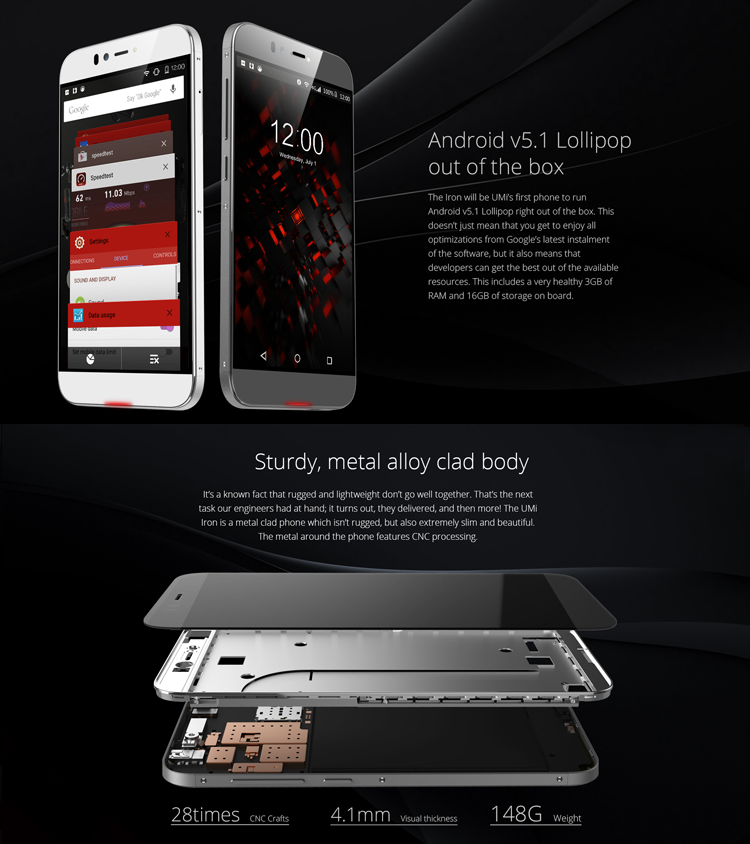 12:00
Google
Say "Ok Google"
speedtest
Speedtest
62 ms
11.03 Mbps
Settings
CONNECTIONS DEVICE CONTROLS
SOUND AND DISPLAY
Sound
Data usage
Mobile data
Set mobile data limit
100% 12:00
12:00
Wednesday, July 1
Android v5.1 Lollipop
out of the box
The Iron will be UMi's first phone to run
Android v5.1 Lollipop right out of the box. This
doesn't just mean that you get to enjoy all
optimizations from Google's latest instalment
of the software, but it also means that
developers can get the best out of the available
resources. This includes a very healthy 3GB of
RAM and 16GB of storage on board.
Sturdy, metal alloy clad body
It's a known fact that rugged and lightweight don't go well together. That's the next
task our engineers had at hand; it turns out, they delivered, and then more! The UMi
Iron is a metal clad phone which isn't rugged, but also extremely slim and beautiful.
The metal around the phone features CNC processing.
28times CNC Crafts
4.1mm Visual thickness
148G Weight